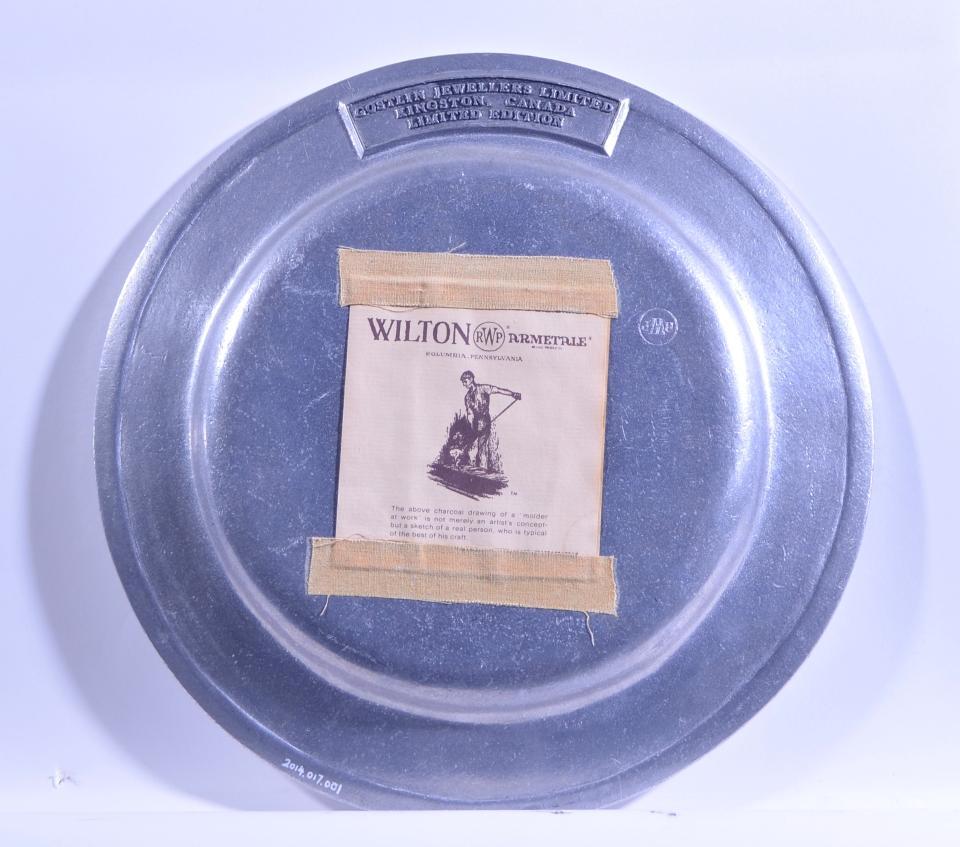 GOSTLIN JEWELLERS LIMITED
KINGSTON, CANADA
LIMITED EDITION
WILTON RWP® ARMETALE®
COLUMBIA, PENNSYLVANIA
TM
The above charcoal drawing of a "molder
at work" is not merely an artist's concept-
but a sketch of a real person, who is typical
of the best of his craft.
2014.017.001